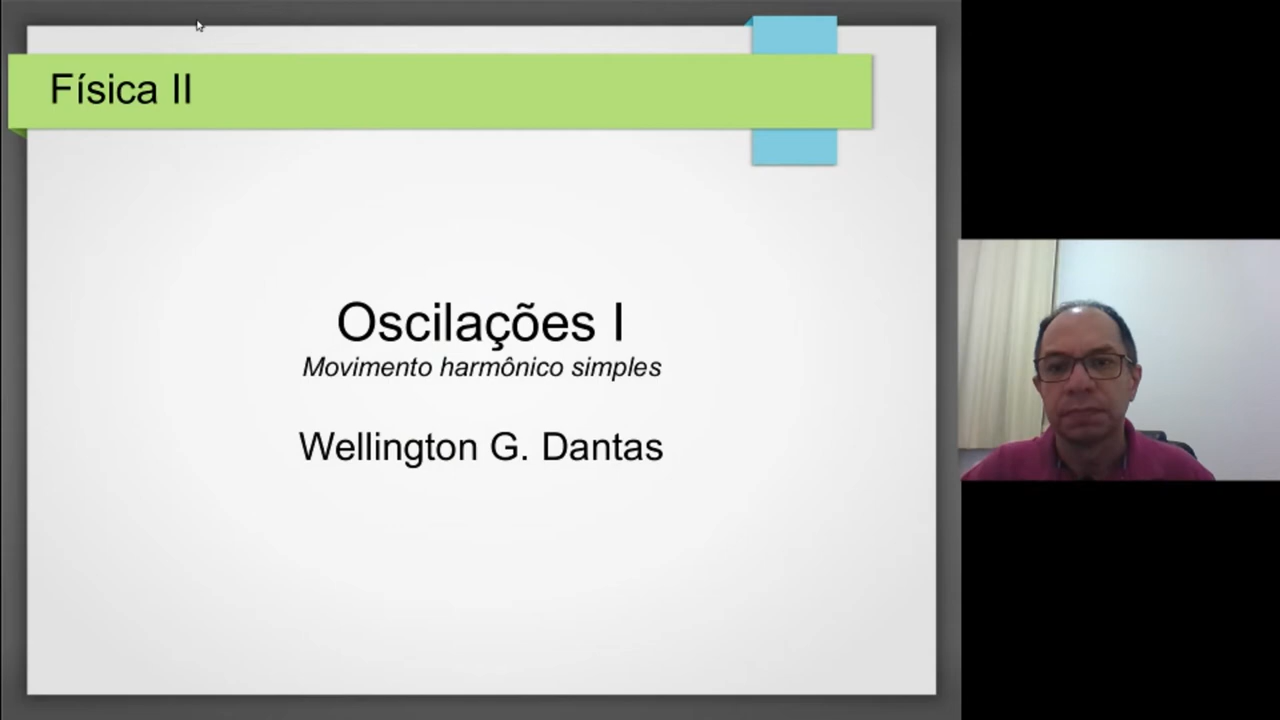 Física II
Oscilações I
Movimento harmônico simples
Wellington G. Dantas